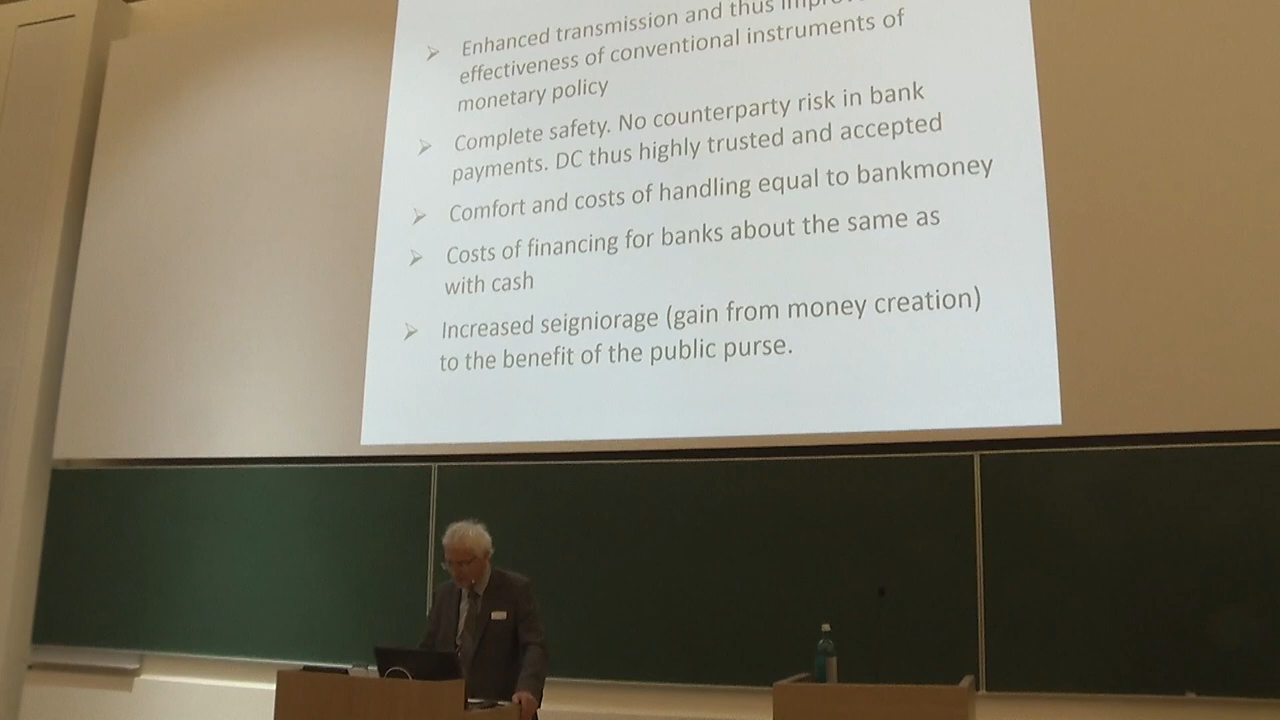 Enhanced transmission and thus
effectiveness of conventional instruments of
monetary policy
Complete safety. No counterparty risk in bank
payments. DC thus highly trusted and accepted
Comfort and costs of handling equal to bankmoney
Costs of financing for banks about the same as
with cash
Increased seigniorage (gain from money creation)
to the benefit of the public purse.